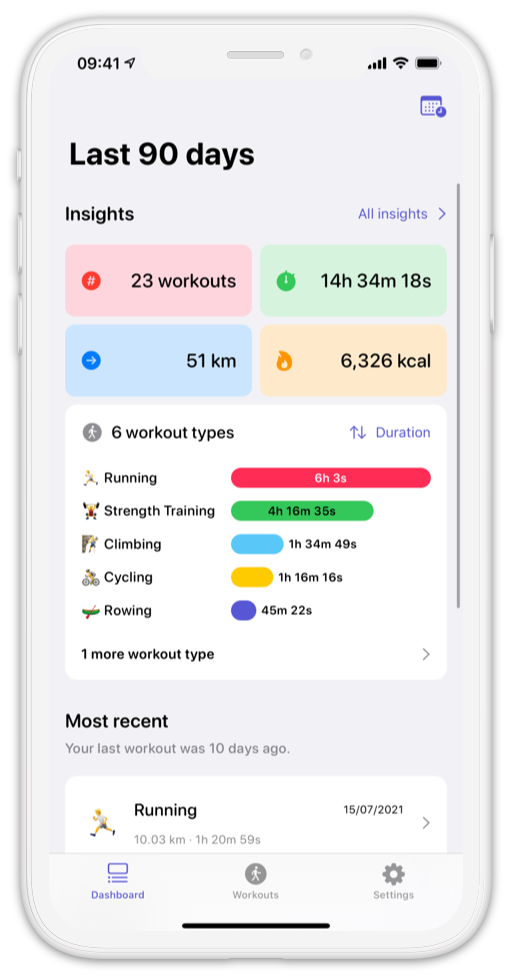 09:41
Last 90 days
Insights
All insights
# 23 workouts
14h 34m 18s
51 km
6,326 kcal
6 workout types
Duration
Running
6h 3s
Strength Training
4h 16m 35s
Climbing
1h 34m 49s
Cycling
1h 16m 16s
Rowing
45m 22s
1 more workout type
Most recent
Your last workout was 10 days ago.
Running
15/07/2021
10.03 km · 1h 20m 59s
Dashboard
Workouts
Settings